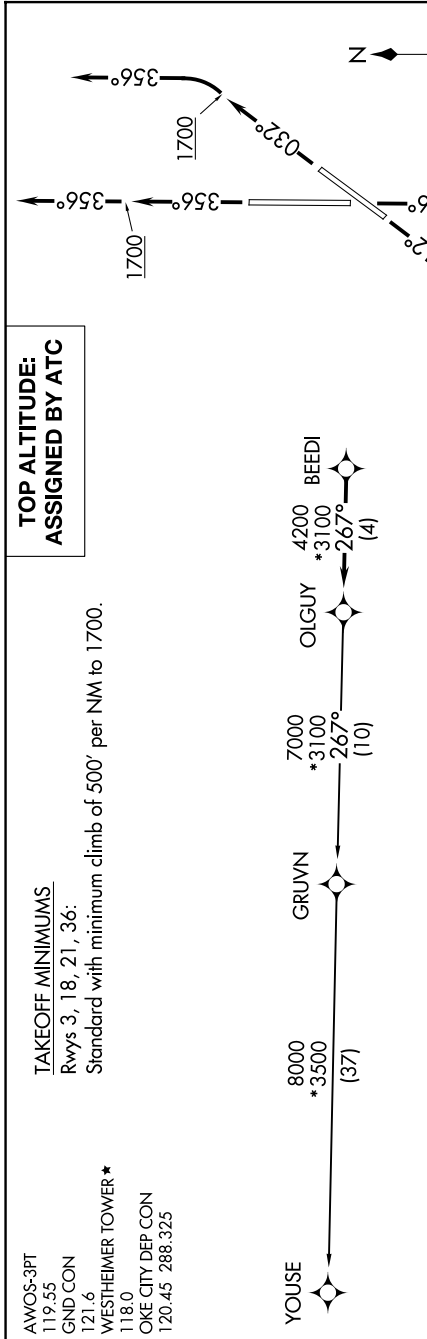 AWOS-3PT
119.55
GND CON
121.6
WESTHEIMER TOWER ★
118.0
OKE CITY DEP CON
120.45 288.325
TAKEOFF MINIMUMS
Rwys 3, 18, 21, 36:
Standard with minimum climb of 500' per NM to 1700.
TOP ALTITUDE:
ASSIGNED BY ATC
356°
1700
356°
356°
1700
032°
N
YOUSE
8000
*3500
(37)
GRUVN
7000
*3100
267°
(10)
OLGUY
4200
*3100
267°
(4)
BEEDI